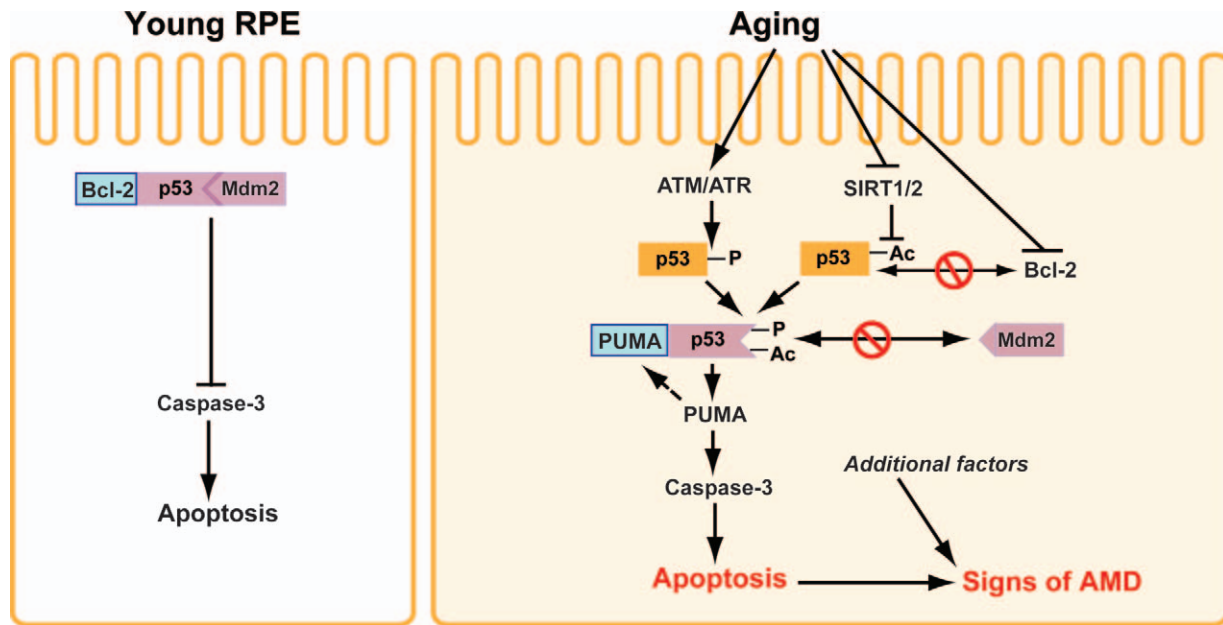 Young RPE
Bcl-2 p53 Mdm2
Caspase-3
Apoptosis
Aging
ATM/ATR
SIRT1/2
p53 P
p53 Ac
Bcl-2
PUMA p53 P
Ac
Mdm2
PUMA
Caspase-3
Additional factors
Apoptosis
Signs of AMD